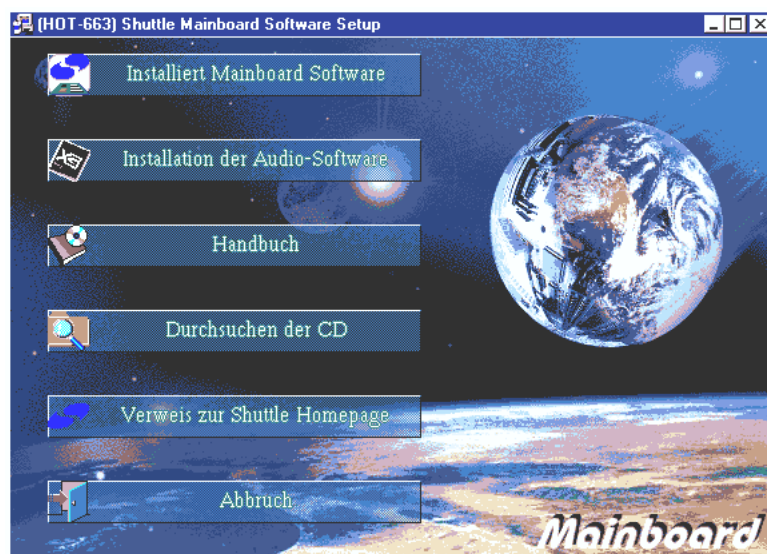 (HOT-663) Shuttle Mainboard Software Setup
Installiert Mainboard Software
Installation der Audio-Software
Handbuch
Durchsuchen der CD
Verweis zur Shuttle Homepage
Abbruch
Mainboard